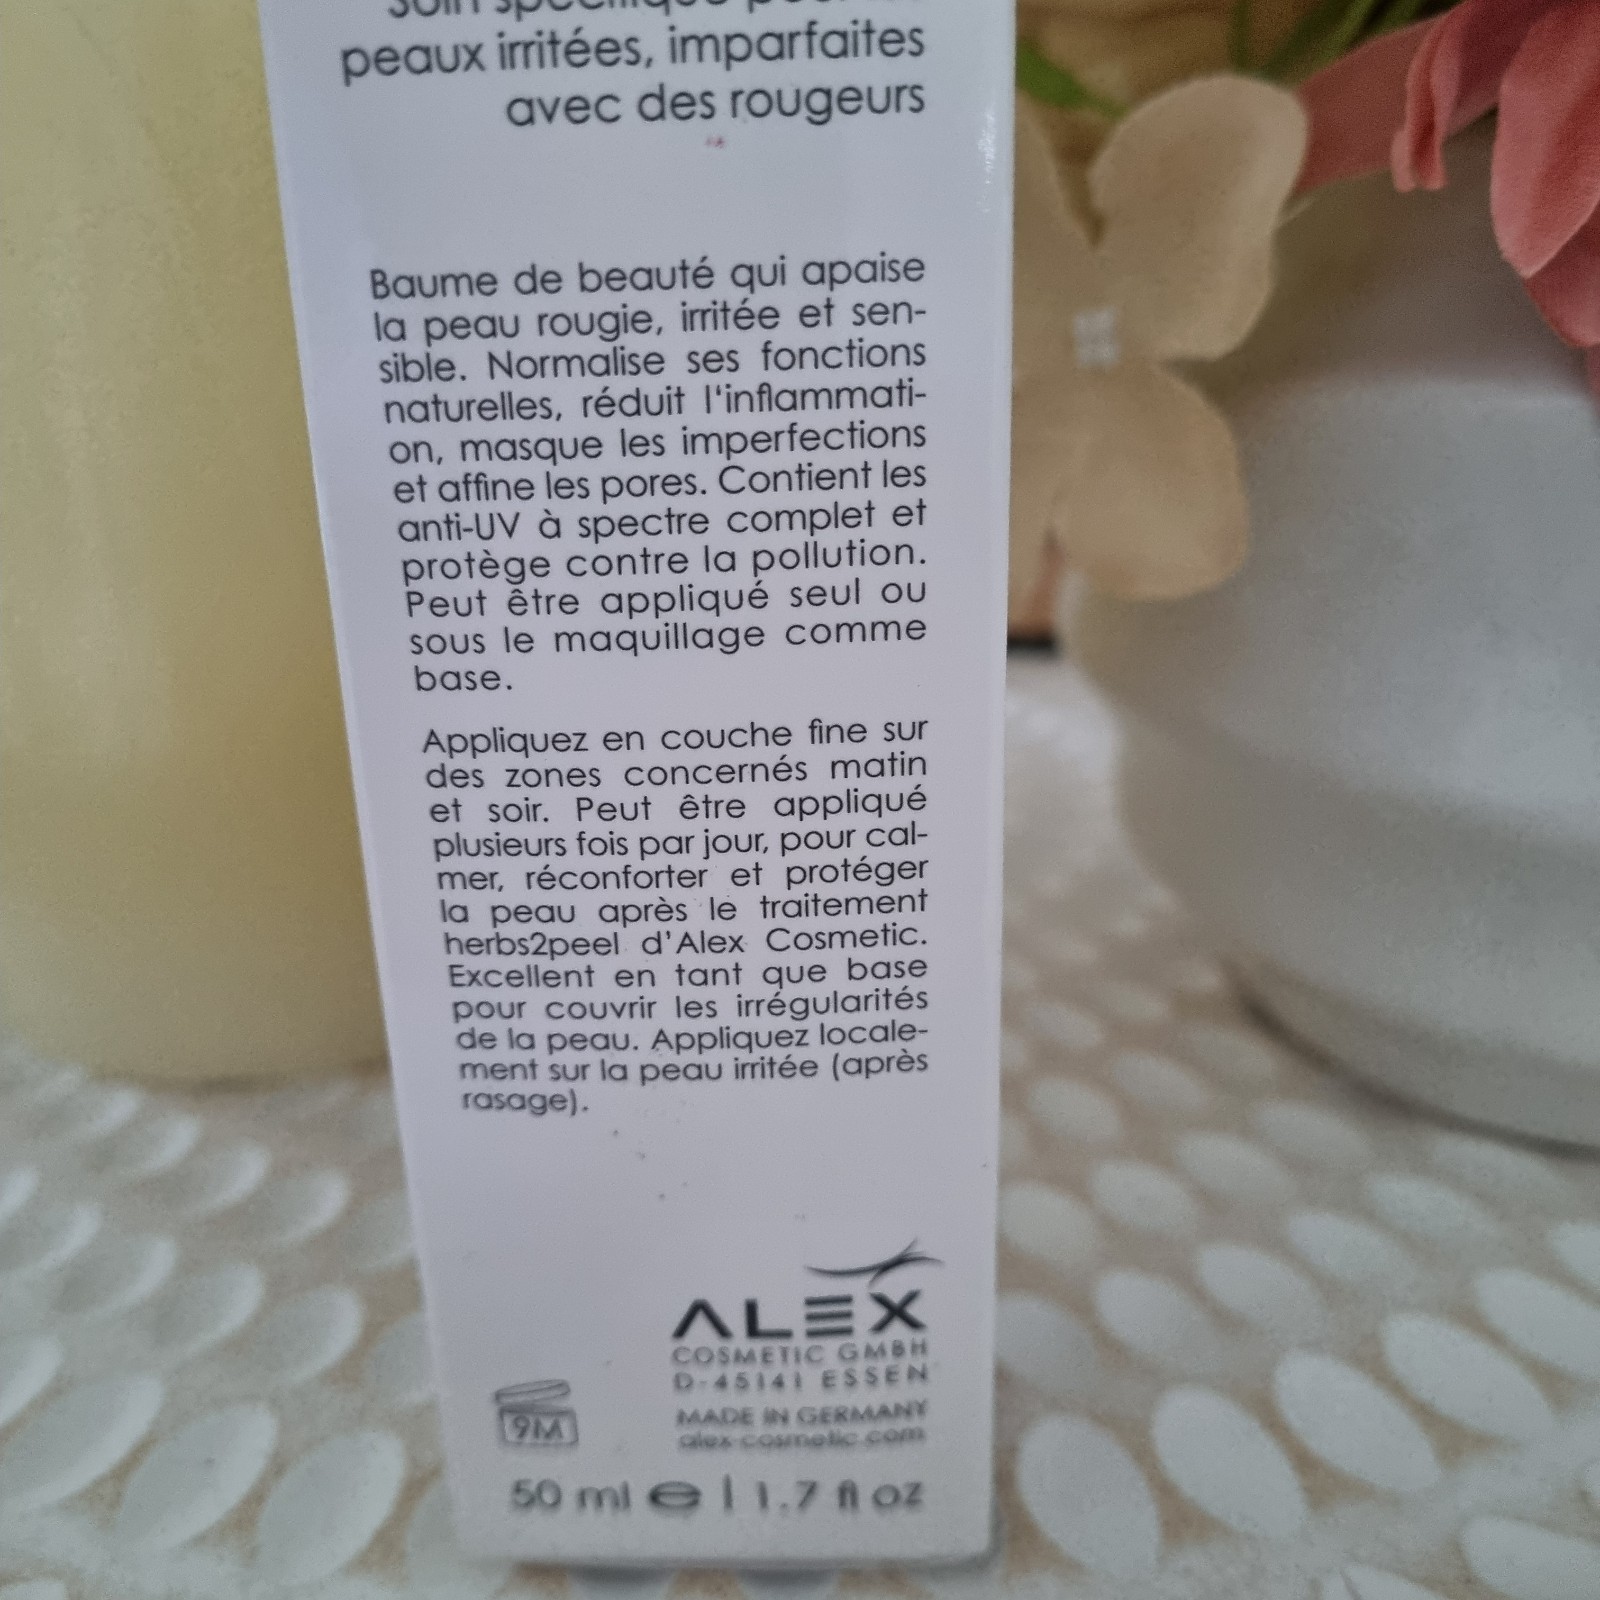 Soin spécifique
peaux irritées, imparfaites
avec des rougeurs
Baume de beauté qui apaise
la peau rougie, irritée et sen-
sible. Normalise ses fonctions
naturelles, réduit l'inflammati-
on, masque les imperfections
et affine les pores. Contient les
anti-UV à spectre complet et
protège contre la pollution.
Peut être appliqué seul ou
sous le maquillage comme
base.
Appliquez en couche fine sur
des zones concernés matin
et soir. Peut être appliqué
plusieurs fois par jour, pour cal-
mer, réconforter et protéger
la peau après le traitement
herbs2peel d'Alex Cosmetic.
Excellent en tant que base
pour couvrir les irrégularités
de la peau. Appliquez locale-
ment sur la peau irritée (après
rasage).
ALEX
COSMETIC GMBH
D-45141 ESSEN
MADE IN GERMANY
alex-cosmetic.com
9M
50 ml ℮ | 1.7 fl oz